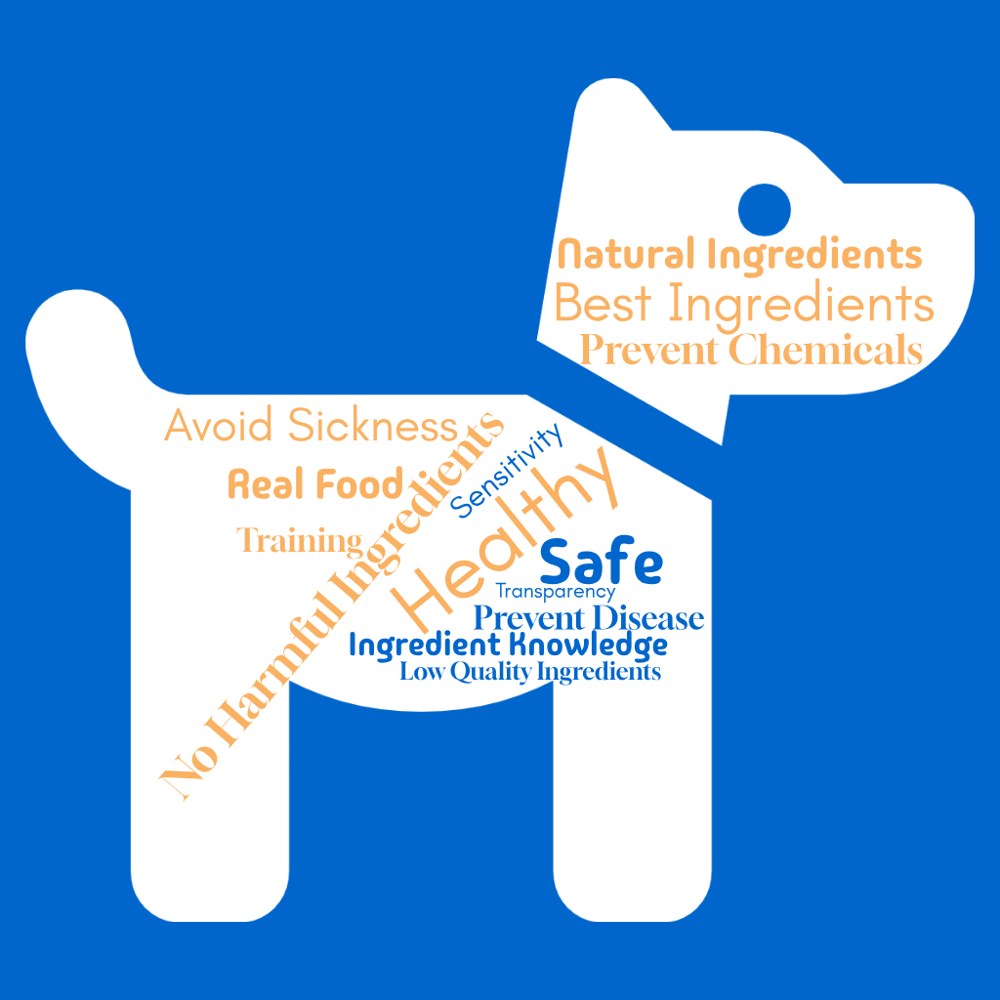 Natural Ingredients
Best Ingredients
Prevent Chemicals
Avoid Sickness
Real Food
Training
No Harmful Ingredients
Sensitivity
Healthy
Safe
Transparency
Prevent Disease
Ingredient Knowledge
Low Quality Ingredients